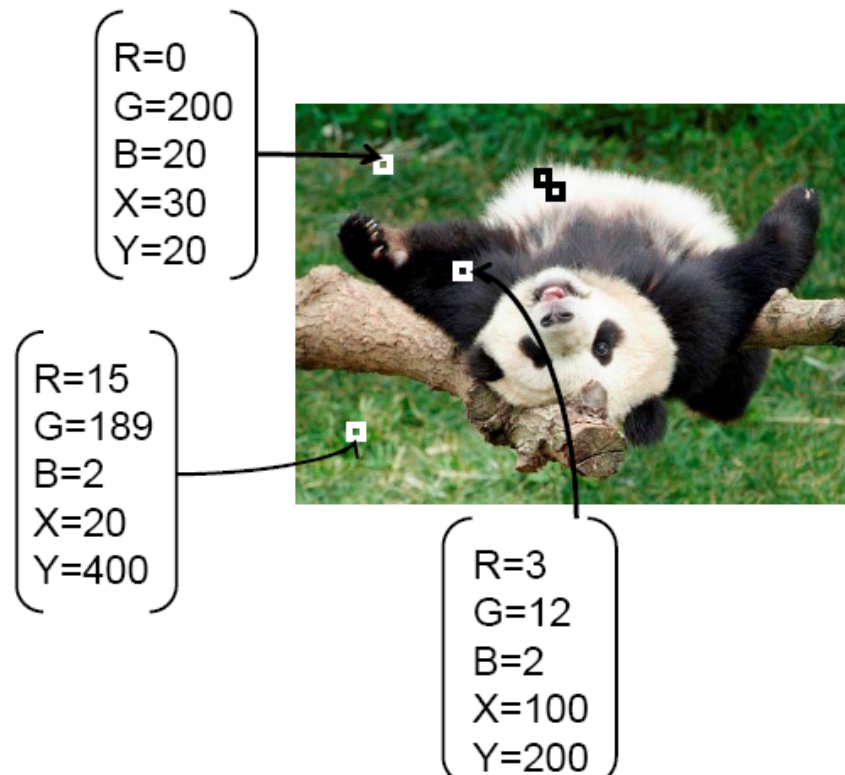 R=0
G=200
B=20
X=30
Y=20
R=15
G=189
B=2
X=20
Y=400
R=3
G=12
B=2
X=100
Y=200